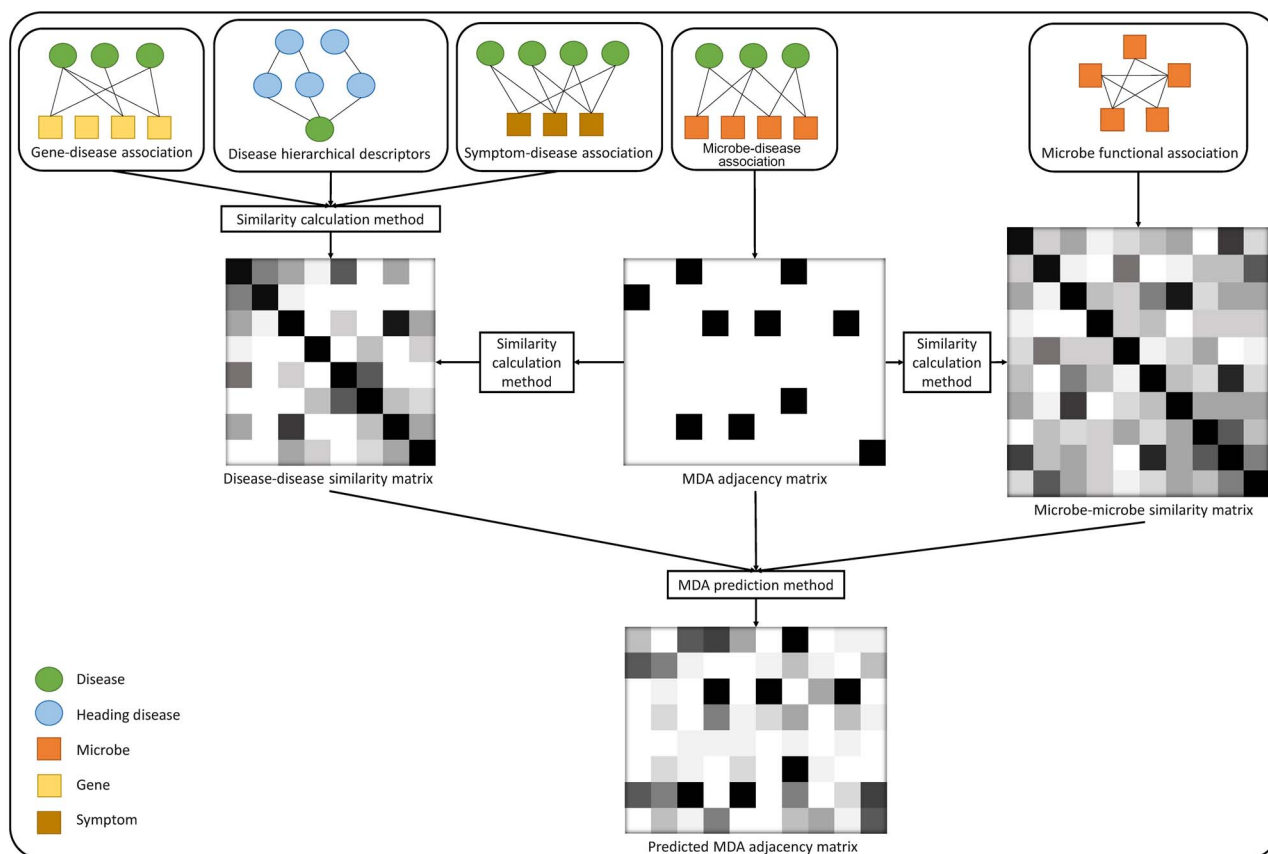 Gene-disease association
Disease hierarchical descriptors
Symptom-disease association
Microbe-disease
association
Microbe functional association
Similarity calculation method
Similarity
calculation
method
Similarity
calculation
method
Disease-disease similarity matrix
MDA adjacency matrix
Microbe-microbe similarity matrix
MDA prediction method
Disease
Heading disease
Microbe
Gene
Symptom
Predicted MDA adjacency matrix